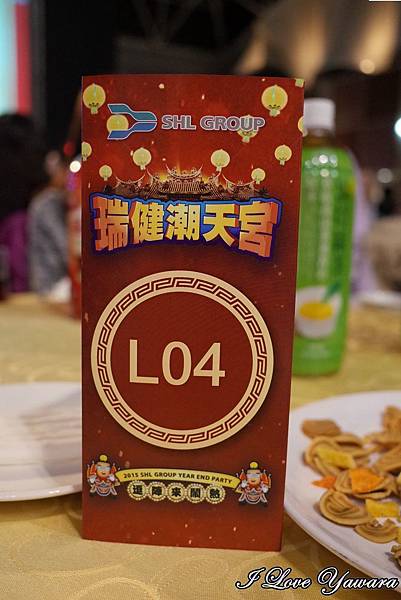 SHL GROUP
瑞健潮天宮
L04
2015 SHL GROUP YEAR END PARTY
I Love Yawara